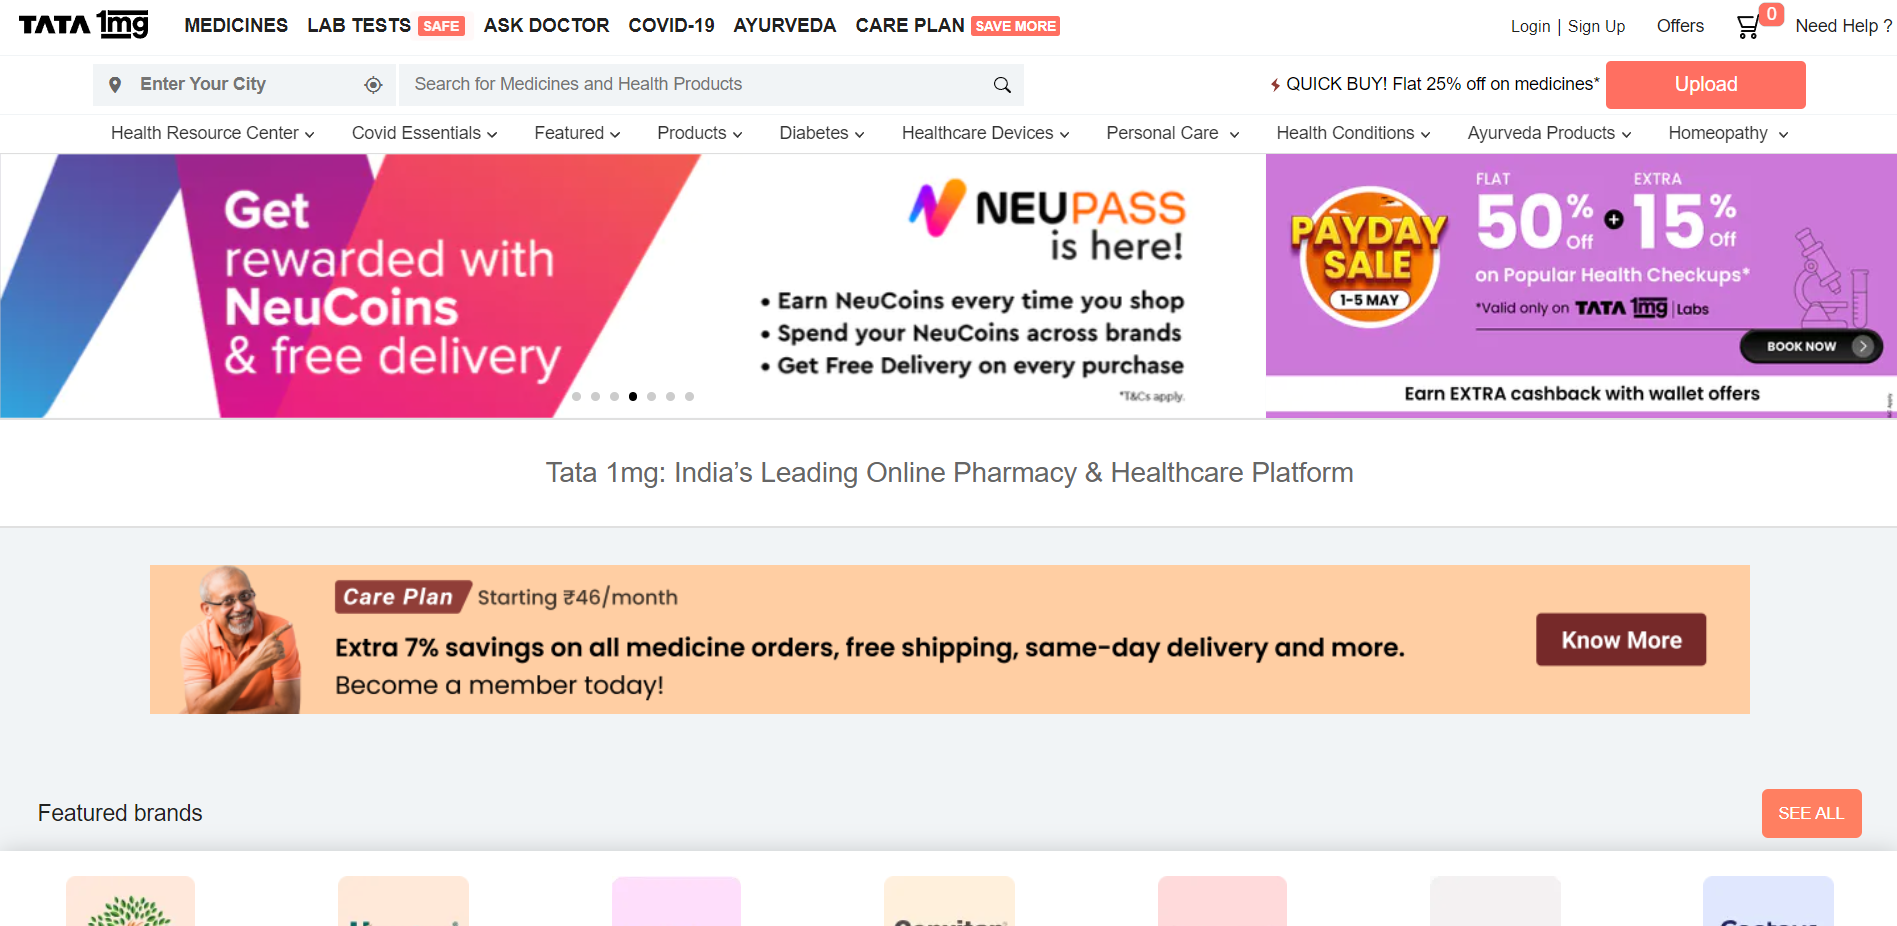 TATA 1mg MEDICINES LAB TESTS SAFE ASK DOCTOR COVID-19 AYURVEDA CARE PLAN SAVE MORE Login | Sign Up Offers 0 Need Help ?
Enter Your City Search for Medicines and Health Products QUICK BUY! Flat 25% off on medicines* Upload
Health Resource Center Covid Essentials Featured Products Diabetes Healthcare Devices Personal Care Health Conditions Ayurveda Products Homeopathy
Get
rewarded with
NeuCoins
& free delivery
NEUPASS
is here!
• Earn NeuCoins every time you shop
• Spend your NeuCoins across brands
• Get Free Delivery on every purchase
*T&Cs apply.
PAYDAY
SALE
1-5 MAY
FLAT EXTRA
50% Off + 15% Off
on Popular Health Checkups*
*Valid only on TATA 1mg | Labs
BOOK NOW
Earn EXTRA cashback with wallet offers
Tata 1mg: India’s Leading Online Pharmacy & Healthcare Platform
Care Plan Starting ₹46/month
Extra 7% savings on all medicine orders, free shipping, same-day delivery and more.
Become a member today!
Know More
Featured brands
SEE ALL